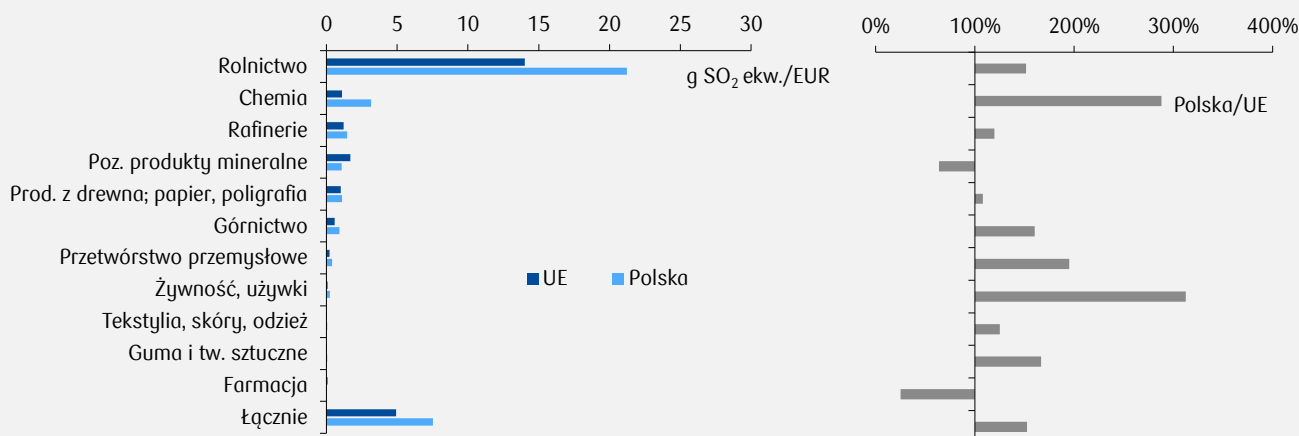 0 5 10 15 20 25 30
0% 100% 200% 300% 400%
g SO₂ ekw./EUR
Polska/UE
Rolnictwo
Chemia
Rafinerie
Poz. produkty mineralne
Prod. z drewna; papier, poligrafia
Górnictwo
Przetwórstwo przemysłowe
Żywność, używki
Tekstylia, skóry, odzież
Guma i tw. sztuczne
Farmacja
Łącznie
UE Polska